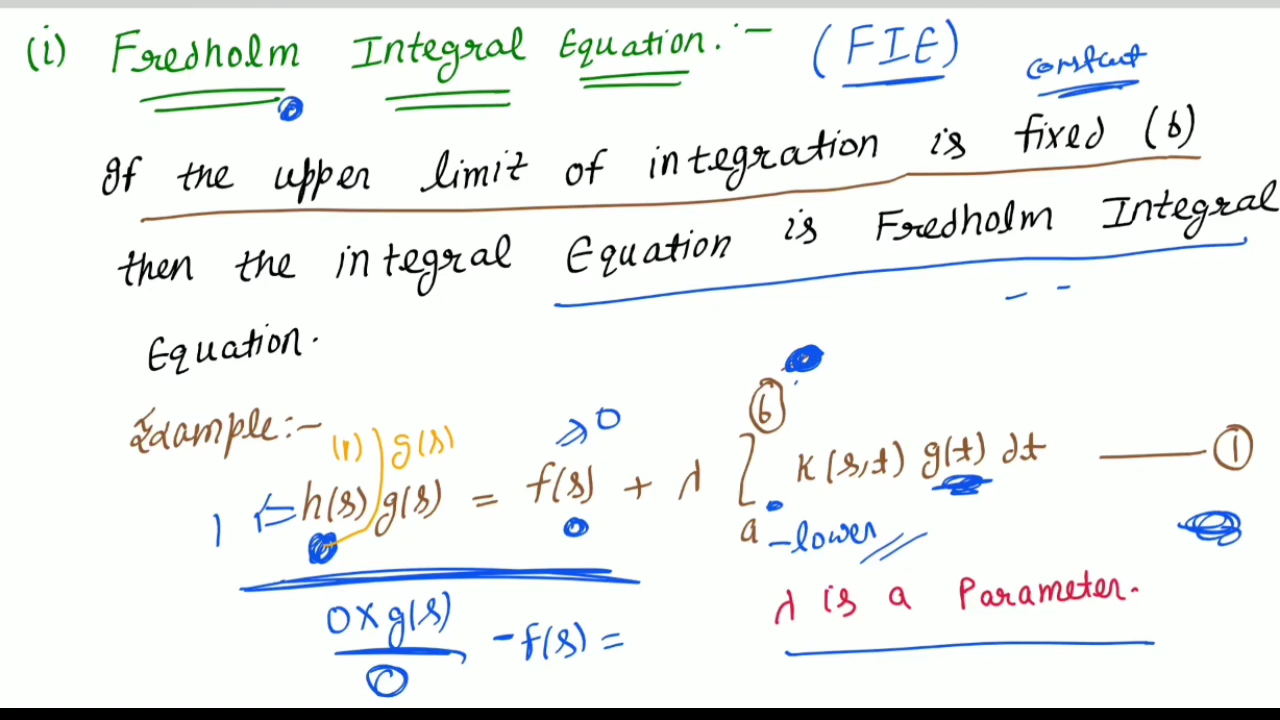 (i) Fredholm Integral Equation :- (FIE)
constant
If the upper limit of integration is fixed (b)
then the integral Equation is Fredholm Integral
Equation.
Example:-
(1) g(s)
⇒ 0
b
1 ⇐ h(s) g(s) = f(s) + λ ∫ K(s,t) g(t) dt —— ①
a - lower
λ is a Parameter.
0 × g(s)
0
- f(s) =